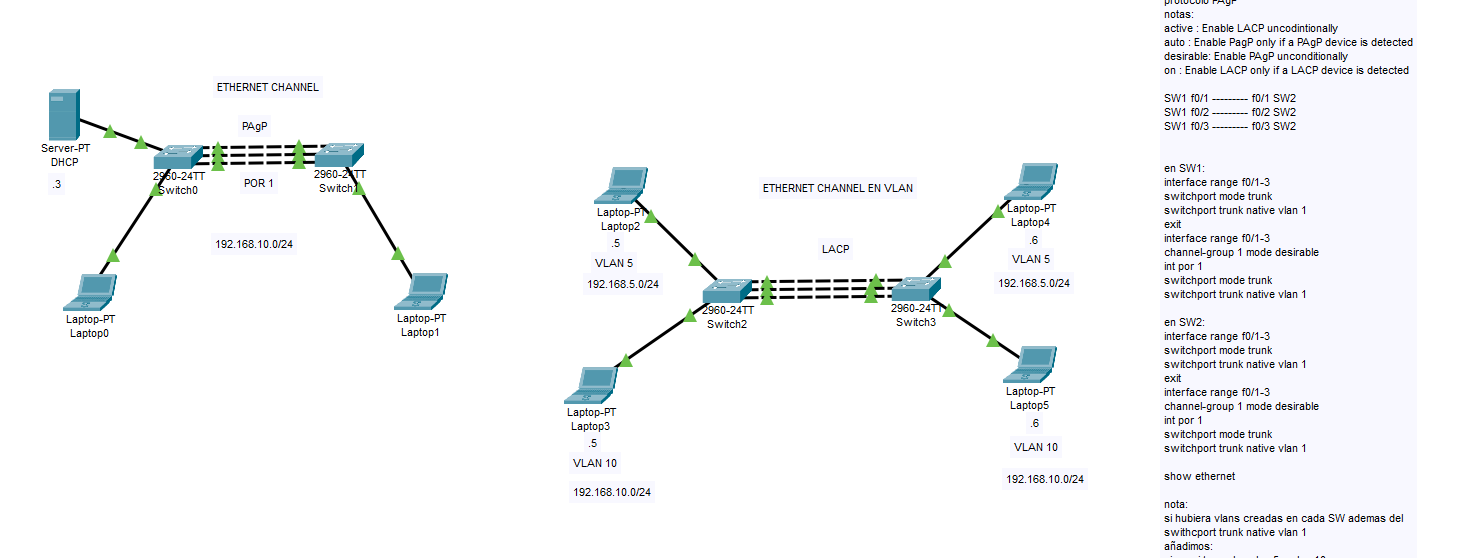 ETHERNET CHANNEL
PAgP
Server-PT
DHCP
.3
2960-24TT
Switch0
2960-24TT
Switch1
POR 1
192.168.10.0/24
Laptop-PT
Laptop0
Laptop-PT
Laptop1
ETHERNET CHANNEL EN VLAN
LACP
Laptop-PT
Laptop2
.5
VLAN 5
192.168.5.0/24
Laptop-PT
Laptop4
.6
VLAN 5
192.168.5.0/24
2960-24TT
Switch2
2960-24TT
Switch3
Laptop-PT
Laptop3
.5
VLAN 10
192.168.10.0/24
Laptop-PT
Laptop5
.6
VLAN 10
192.168.10.0/24
protocolo PAgP
notas:
active : Enable LACP uncodintionally
auto : Enable PagP only if a PAgP device is detected
desirable: Enable PAgP unconditionally
on : Enable LACP only if a LACP device is detected
SW1 f0/1 --------- f0/1 SW2
SW1 f0/2 --------- f0/2 SW2
SW1 f0/3 --------- f0/3 SW2
en SW1:
interface range f0/1-3
switchport mode trunk
switchport trunk native vlan 1
exit
interface range f0/1-3
channel-group 1 mode desirable
int por 1
switchport mode trunk
switchport trunk native vlan 1
en SW2:
interface range f0/1-3
switchport mode trunk
switchport trunk native vlan 1
exit
interface range f0/1-3
channel-group 1 mode desirable
int por 1
switchport mode trunk
switchport trunk native vlan 1
show ethernet
nota:
si hubiera vlans creadas en cada SW ademas del
swithcport trunk native vlan 1
añadimos: